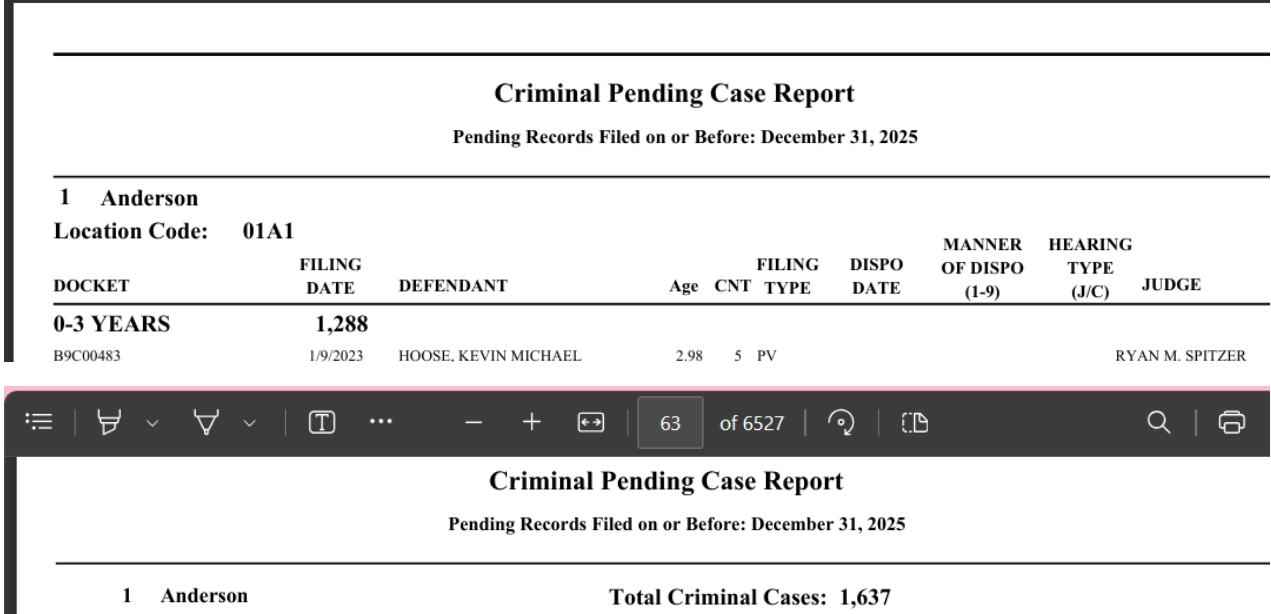 Criminal Pending Case Report
Pending Records Filed on or Before: December 31, 2025
1 Anderson
Location Code: 01A1
DOCKET FILING DATE DEFENDANT Age CNT FILING TYPE DISPO DATE MANNER OF DISPO (1-9) HEARING TYPE (J/C) JUDGE
0-3 YEARS 1,288
B9C00483 1/9/2023 HOOSE, KEVIN MICHAEL 2.98 5 PV RYAN M. SPITZER
63 of 6527
Criminal Pending Case Report
Pending Records Filed on or Before: December 31, 2025
1 Anderson Total Criminal Cases: 1,637